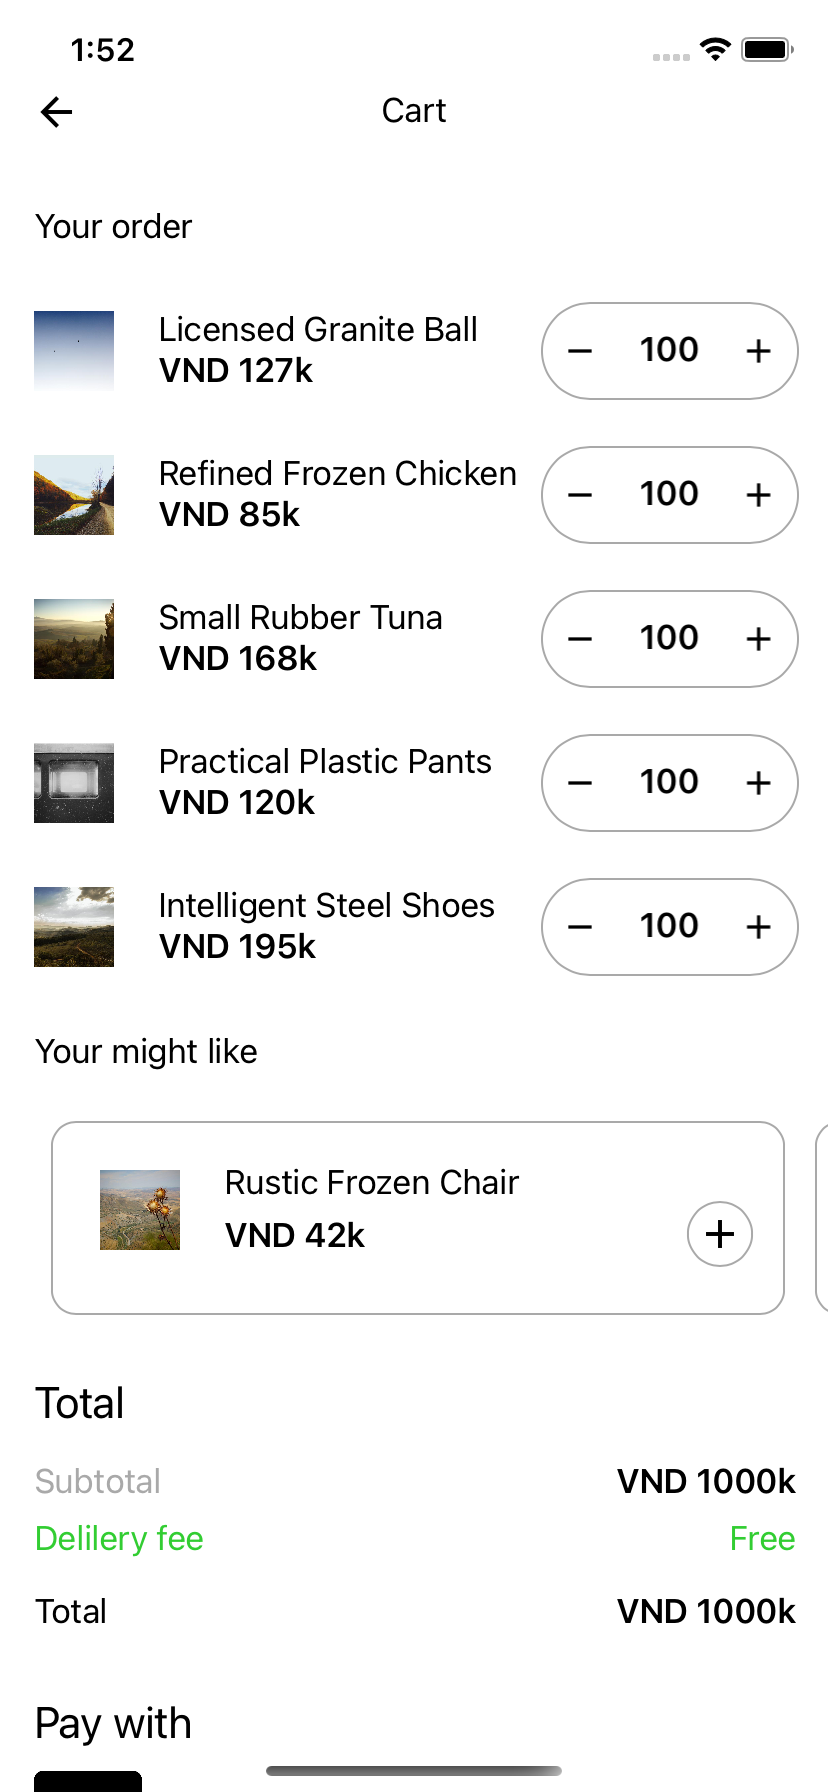 1:52
Cart
Your order
Licensed Granite Ball
VND 127k
100
Refined Frozen Chicken
VND 85k
100
Small Rubber Tuna
VND 168k
100
Practical Plastic Pants
VND 120k
100
Intelligent Steel Shoes
VND 195k
100
Your might like
Rustic Frozen Chair
VND 42k
Total
Subtotal VND 1000k
Delilery fee Free
Total VND 1000k
Pay with